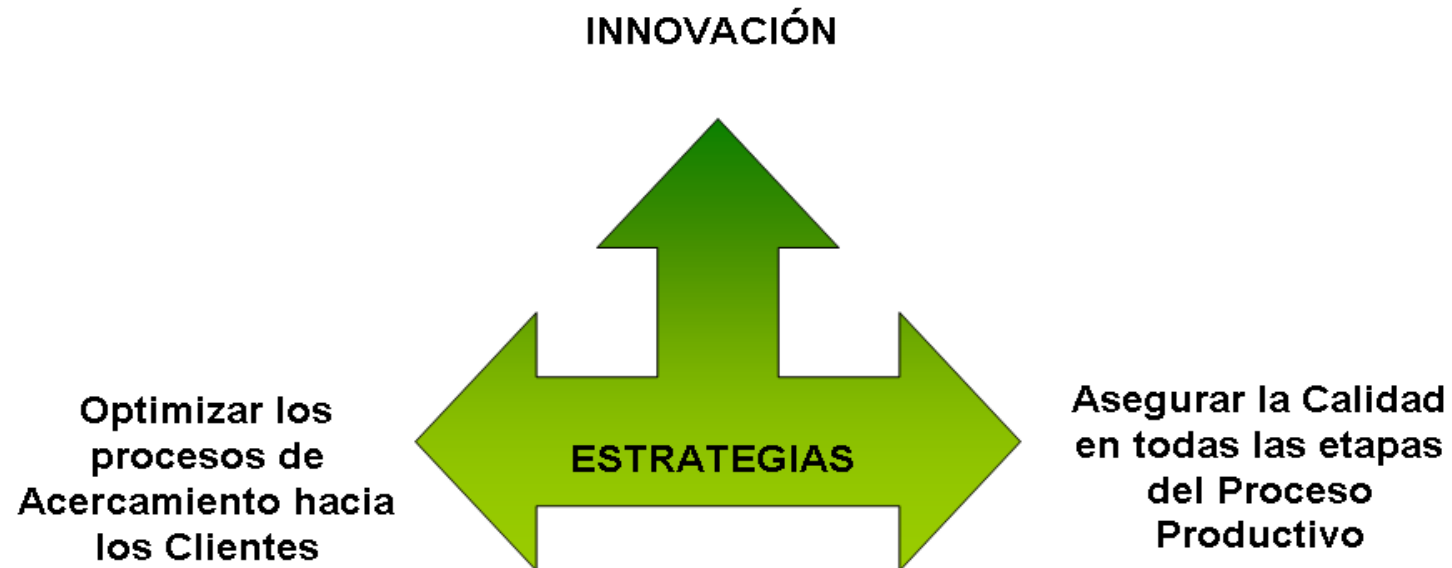 INNOVACIÓN
Optimizar los
procesos de
Acercamiento hacia
los Clientes
ESTRATEGIAS
Asegurar la Calidad
en todas las etapas
del Proceso
Productivo